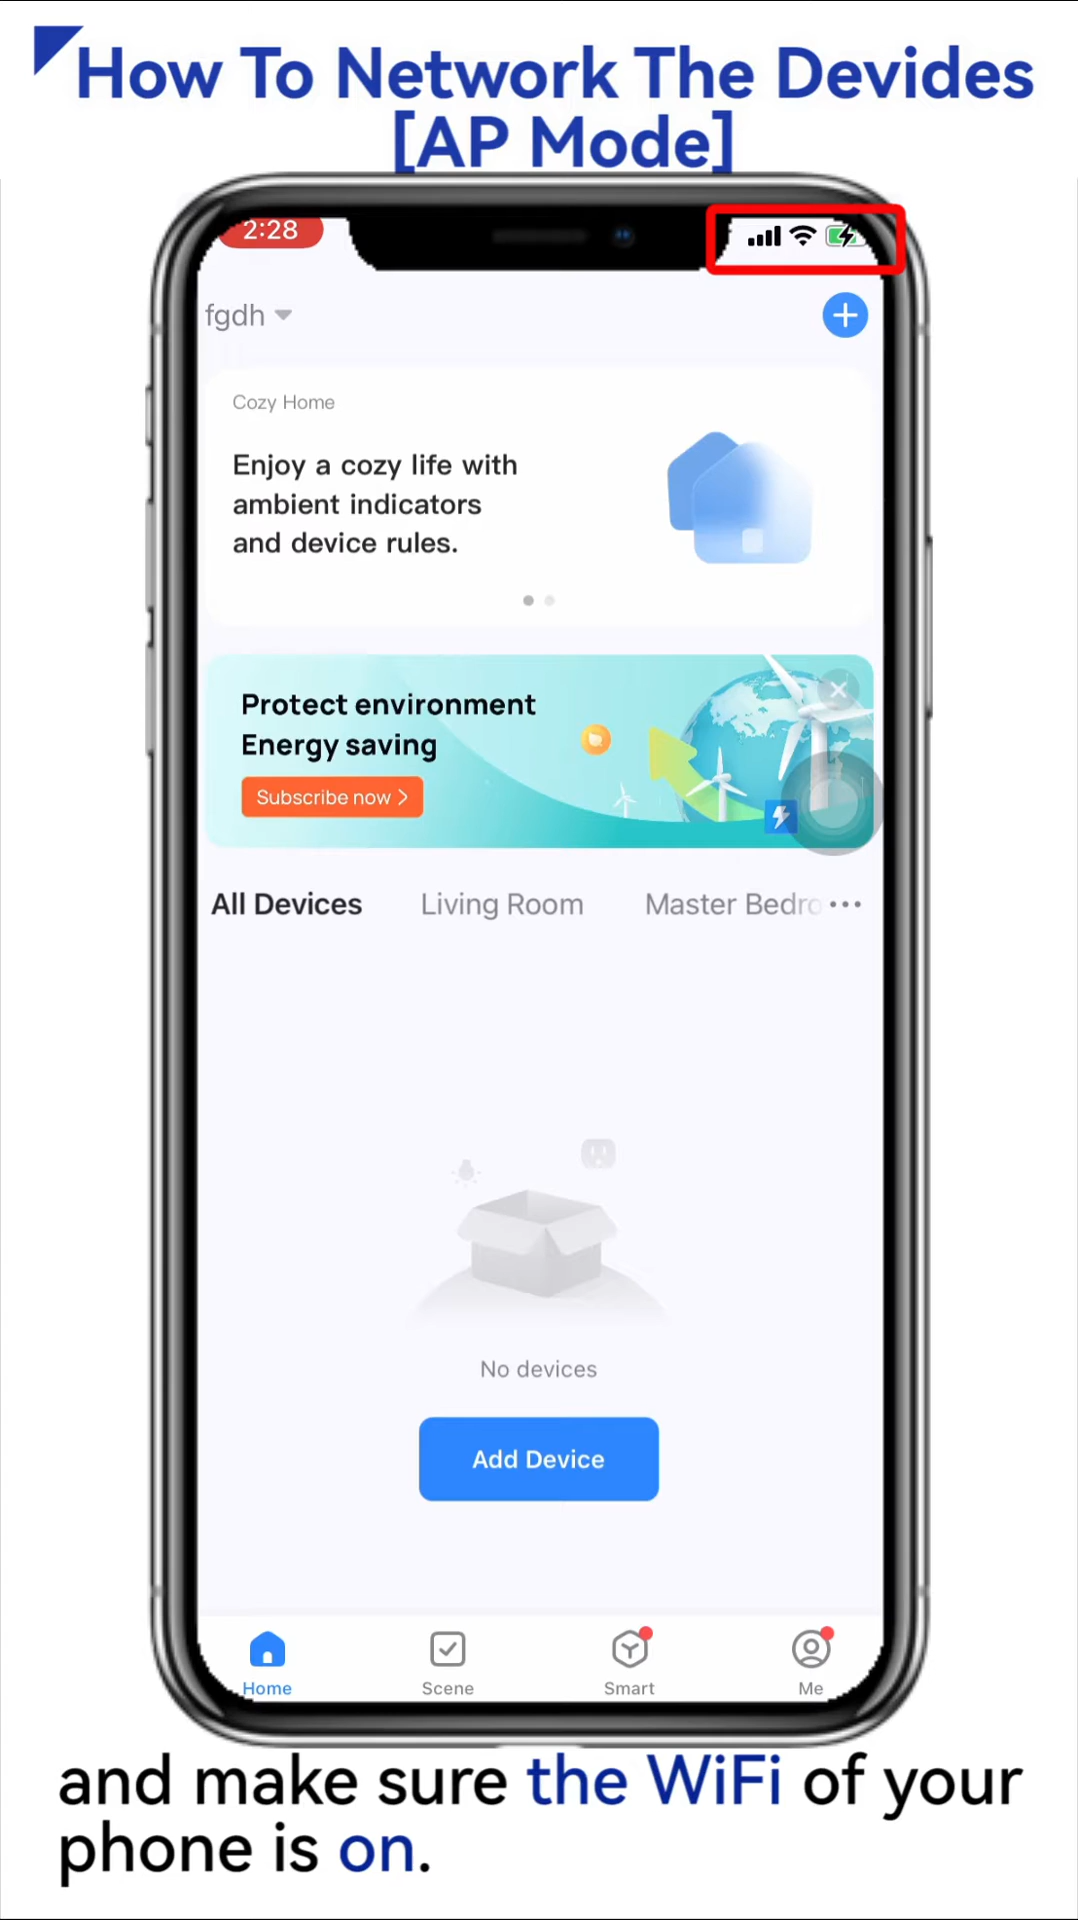 How To Network The Devides
[AP Mode]
2:28
fgdh
Cozy Home
Enjoy a cozy life with
ambient indicators
and device rules.
Protect environment
Energy saving
Subscribe now >
All Devices
Living Room
Master Bedro
No devices
Add Device
Home
Scene
Smart
Me
and make sure the WiFi of your
phone is on.